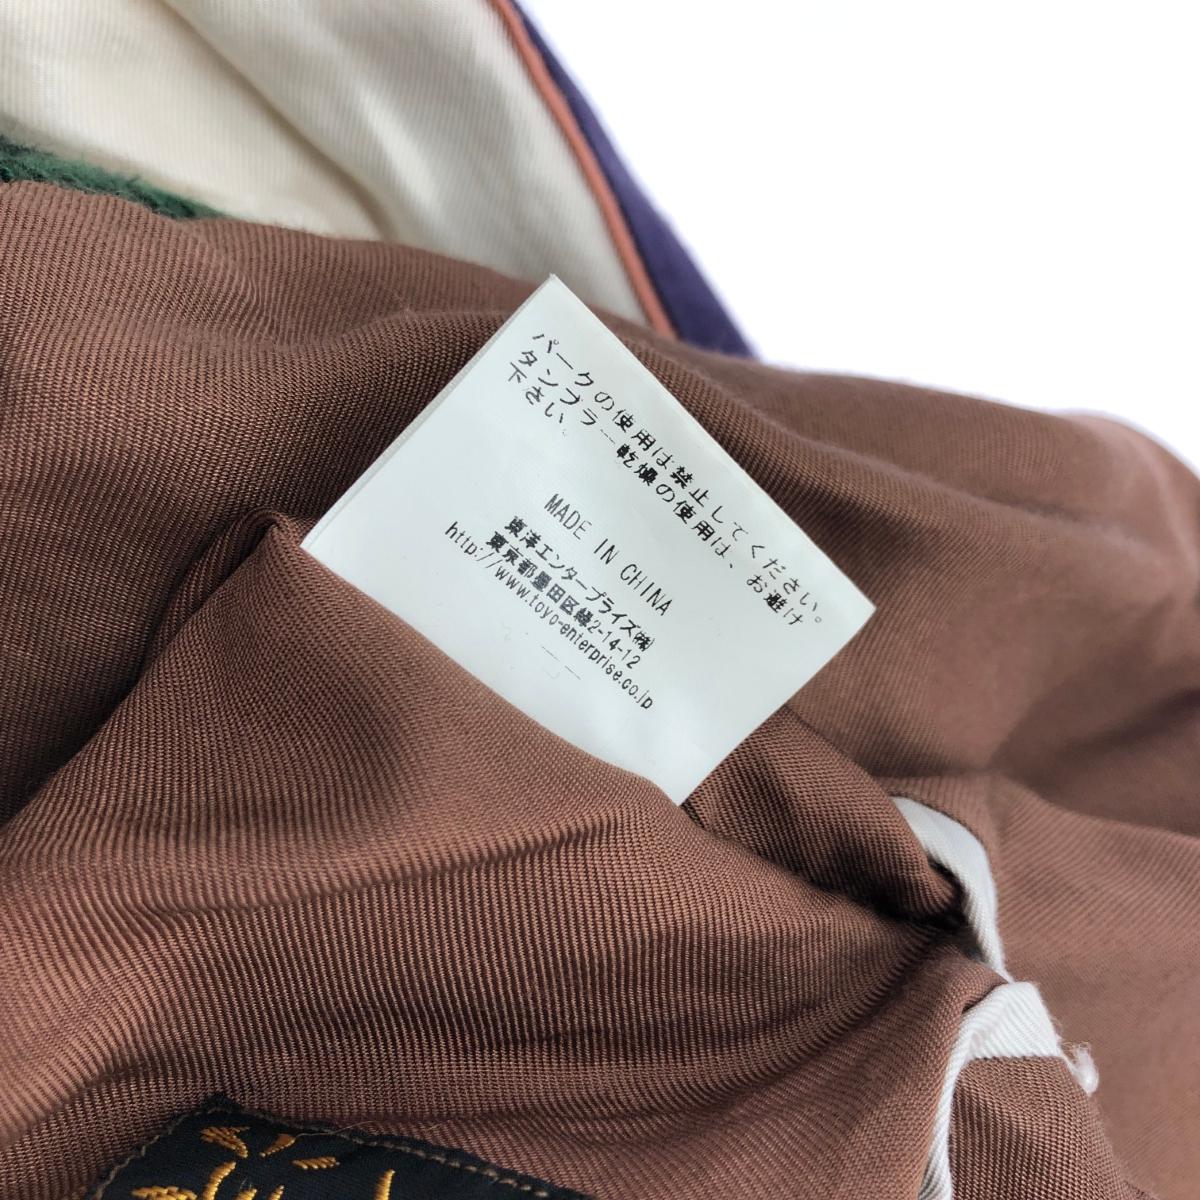 パークの使用は禁止してください。
タンブラー乾燥の使用は、お避け
下さい。
MADE IN CHINA
東洋エンタープライズ㈱
東京都墨田区緑2-14-12
http://www.toyo-enterprise.co.jp